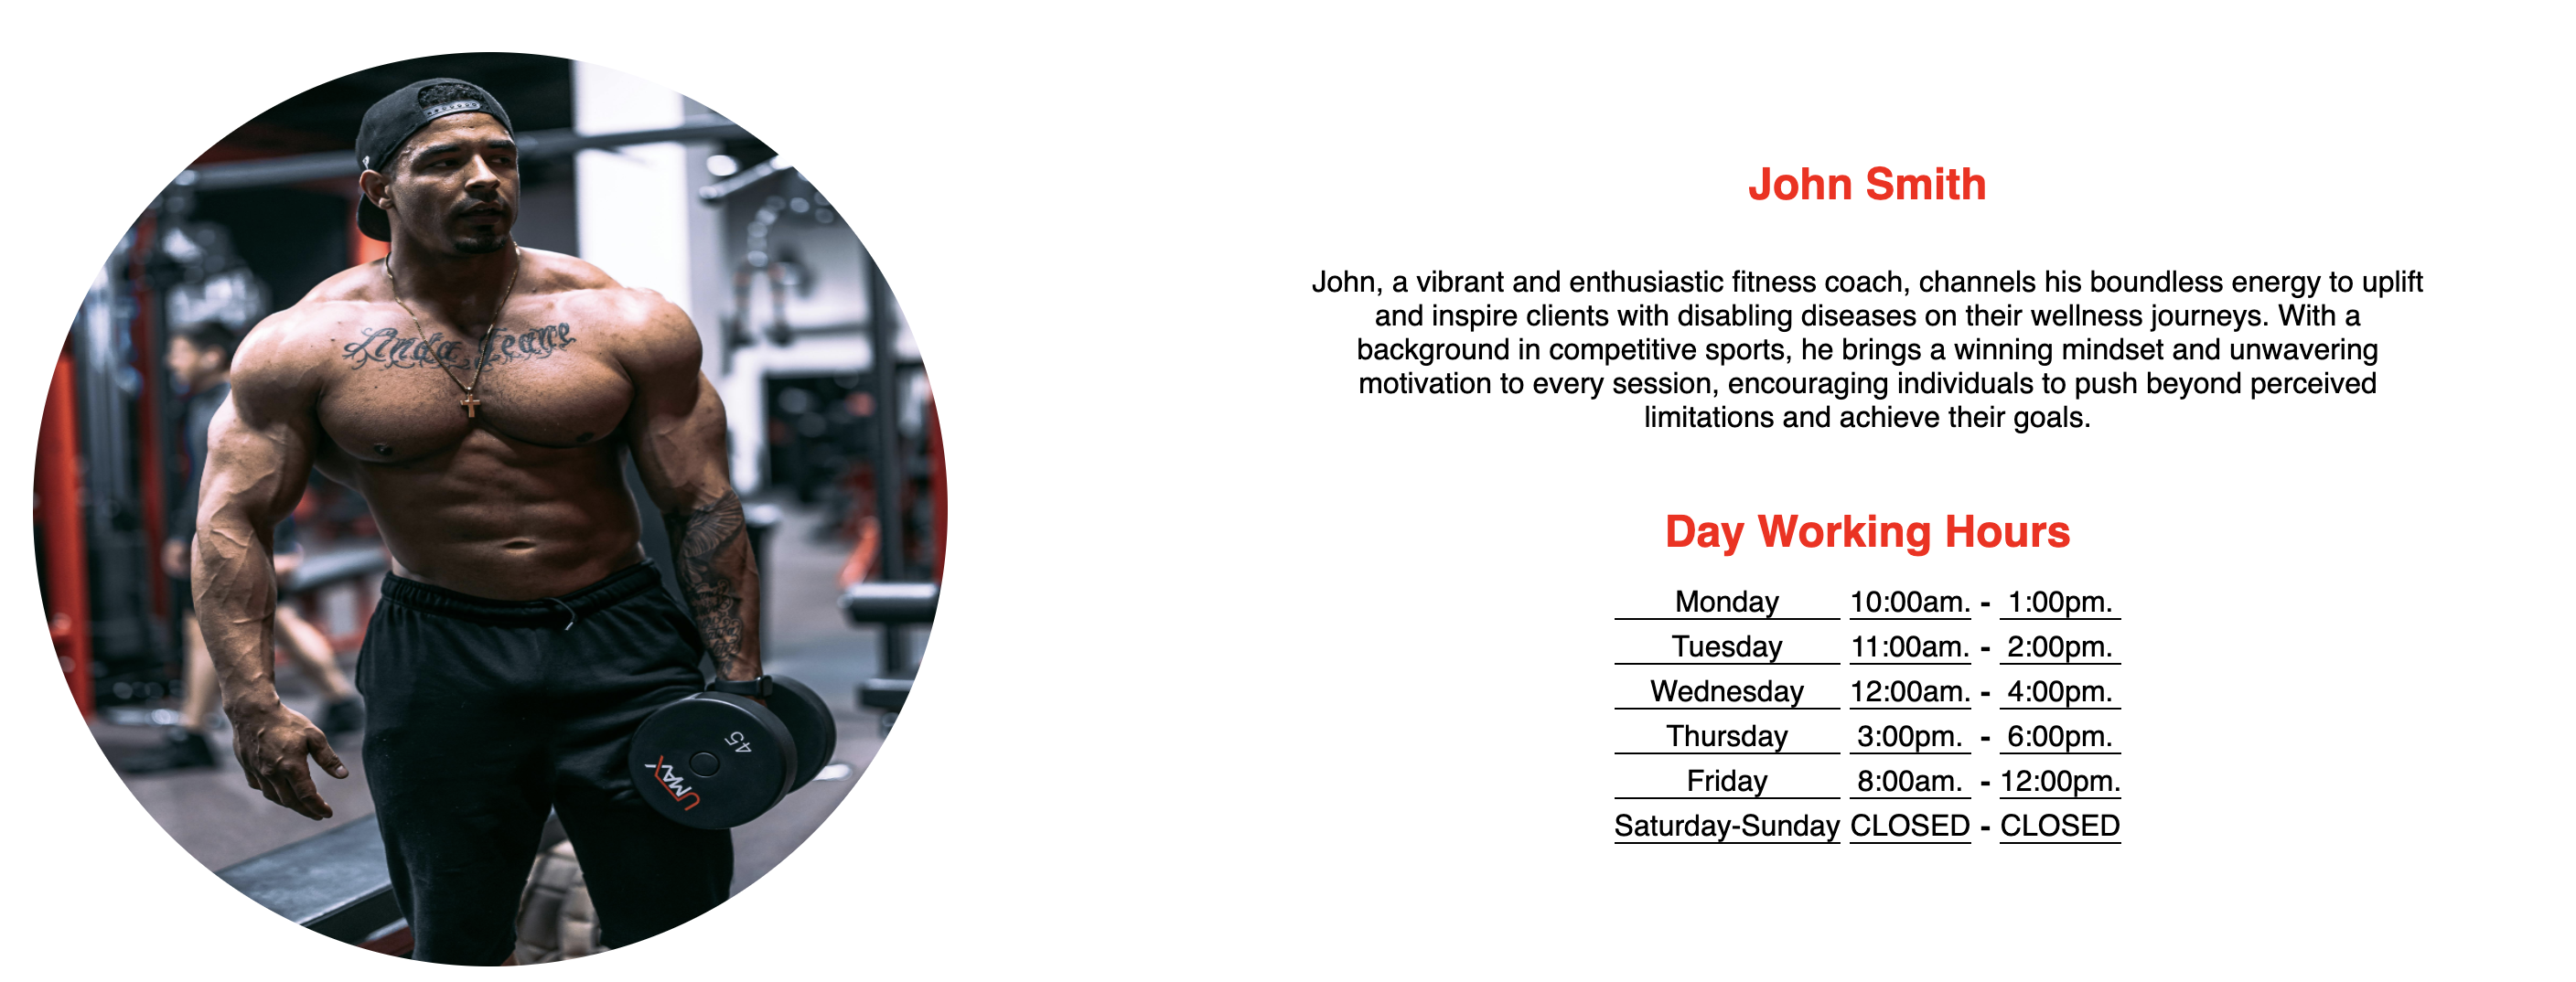 John Smith
John, a vibrant and enthusiastic fitness coach, channels his boundless energy to uplift
and inspire clients with disabling diseases on their wellness journeys. With a
background in competitive sports, he brings a winning mindset and unwavering
motivation to every session, encouraging individuals to push beyond perceived
limitations and achieve their goals.
Day Working Hours
Monday 10:00am. - 1:00pm.
Tuesday 11:00am. - 2:00pm.
Wednesday 12:00am. - 4:00pm.
Thursday 3:00pm. - 6:00pm.
Friday 8:00am. - 12:00pm.
Saturday-Sunday CLOSED - CLOSED
Linda Jeane
45
UMAX